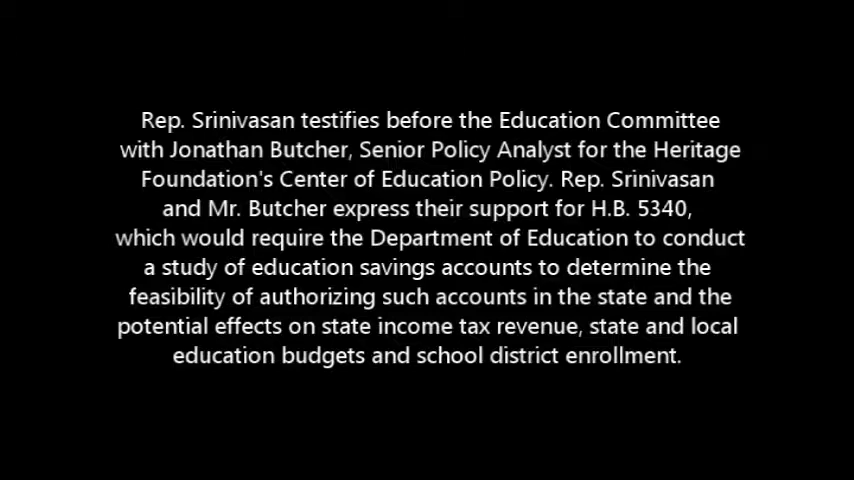 Rep. Srinivasan testifies before the Education Committee
with Jonathan Butcher, Senior Policy Analyst for the Heritage
Foundation's Center of Education Policy. Rep. Srinivasan
and Mr. Butcher express their support for H.B. 5340,
which would require the Department of Education to conduct
a study of education savings accounts to determine the
feasibility of authorizing such accounts in the state and the
potential effects on state income tax revenue, state and local
education budgets and school district enrollment.